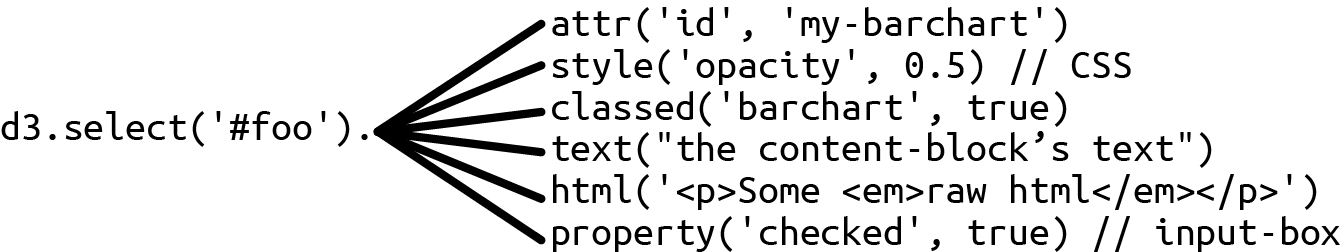 d3.select('#foo').
attr('id', 'my-barchart')
style('opacity', 0.5) // CSS
classed('barchart', true)
text("the content-block’s text")
html('<p>Some <em>raw html</em></p>')
property('checked', true) // input-box